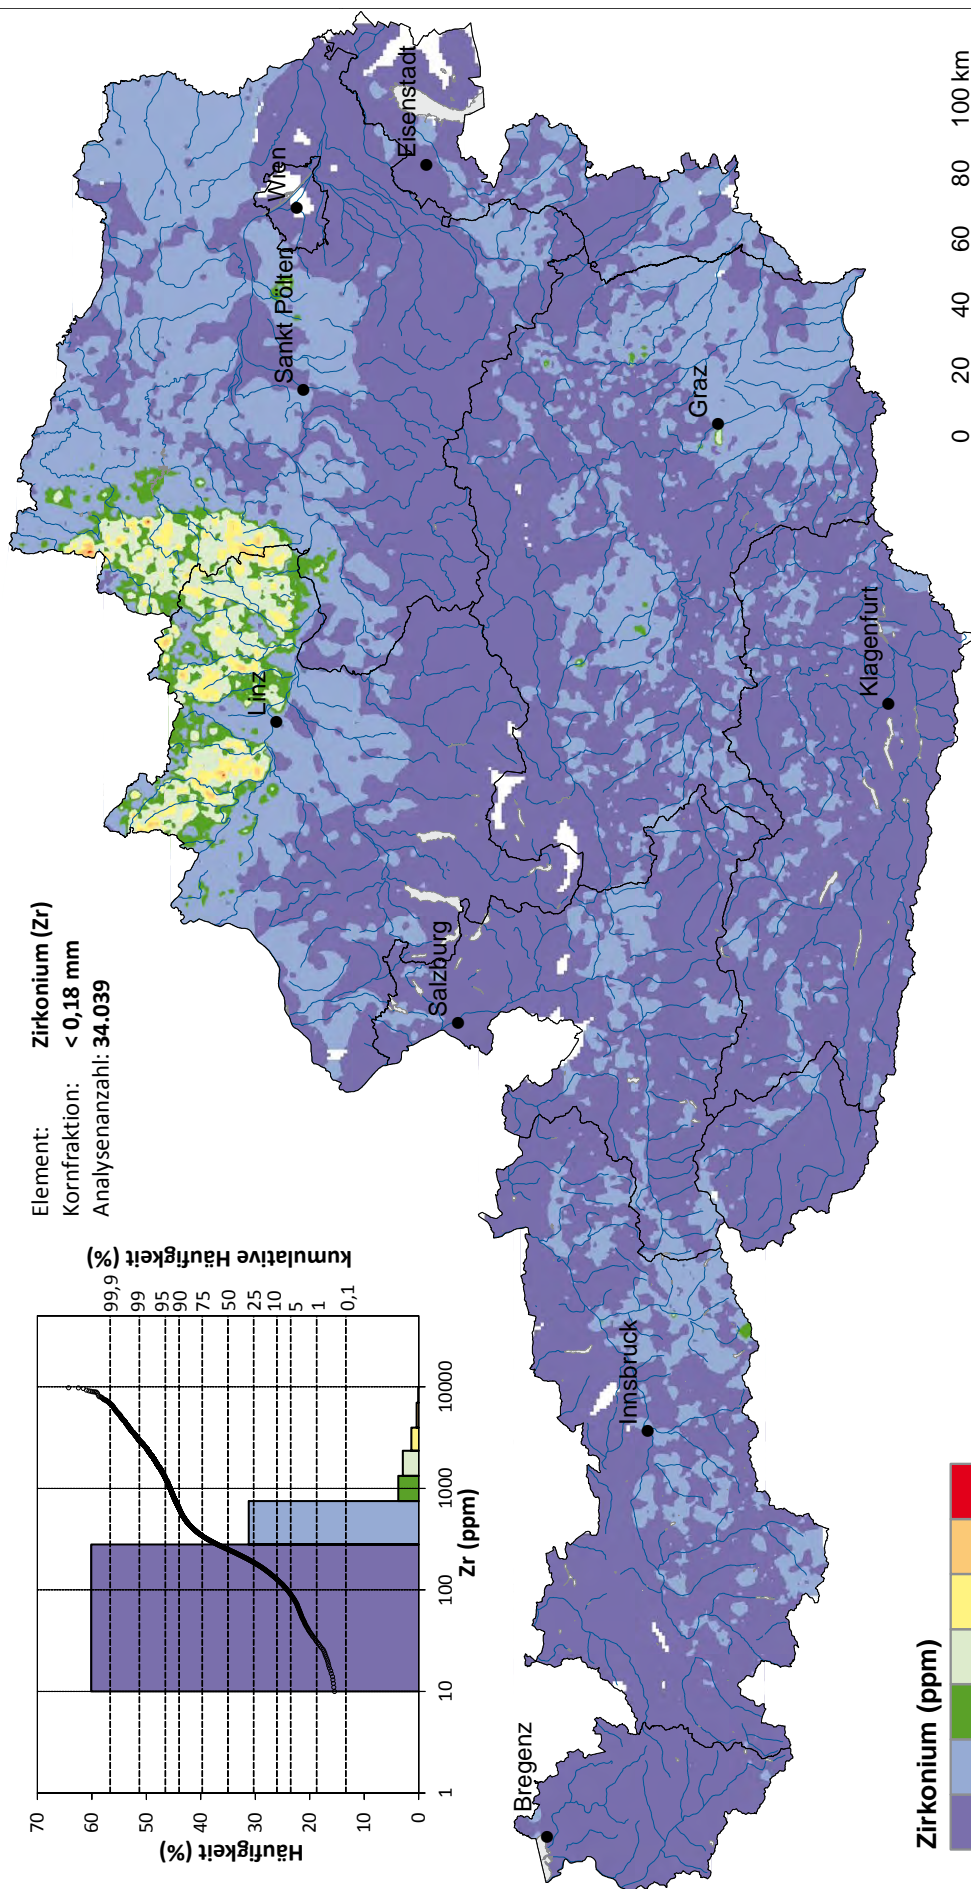 Element: Zirkonium (Zr)
Kornfraktion: < 0,18 mm
Analysenanzahl: 34.039
Häufigkeit (%)
70
60
50
40
30
20
10
0
1
10
100
1000
10000
Zr (ppm)
kumulative Häufigkeit (%)
99,9
99
95
90
75
50
25
10
5
1
0,1
Bregenz
Innsbruck
Salzburg
Linz
Sankt Pölten
Wien
Eisenstadt
Graz
Klagenfurt
0 20 40 60 80 100 km
Zirkonium (ppm)